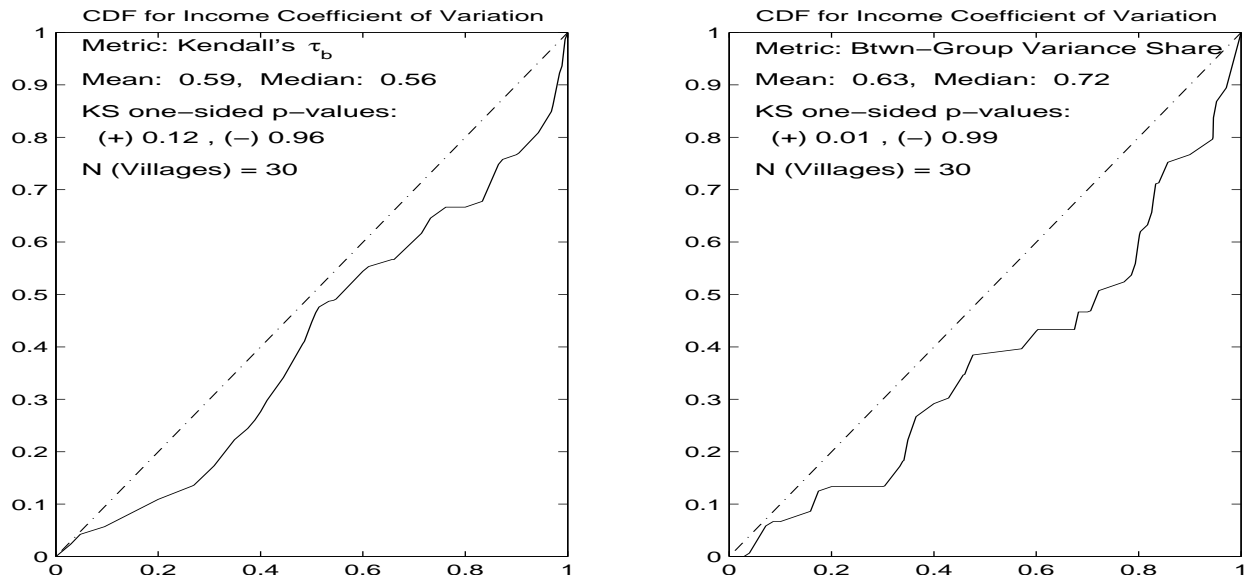 CDF for Income Coefficient of Variation
Metric: Kendall's τb
Mean: 0.59, Median: 0.56
KS one−sided p−values:
(+) 0.12 , (−) 0.96
N (Villages) = 30
1
0.9
0.8
0.7
0.6
0.5
0.4
0.3
0.2
0.1
0
0 0.2 0.4 0.6 0.8 1
CDF for Income Coefficient of Variation
Metric: Btwn−Group Variance Share
Mean: 0.63, Median: 0.72
KS one−sided p−values:
(+) 0.01 , (−) 0.99
N (Villages) = 30
1
0.9
0.8
0.7
0.6
0.5
0.4
0.3
0.2
0.1
0
0 0.2 0.4 0.6 0.8 1